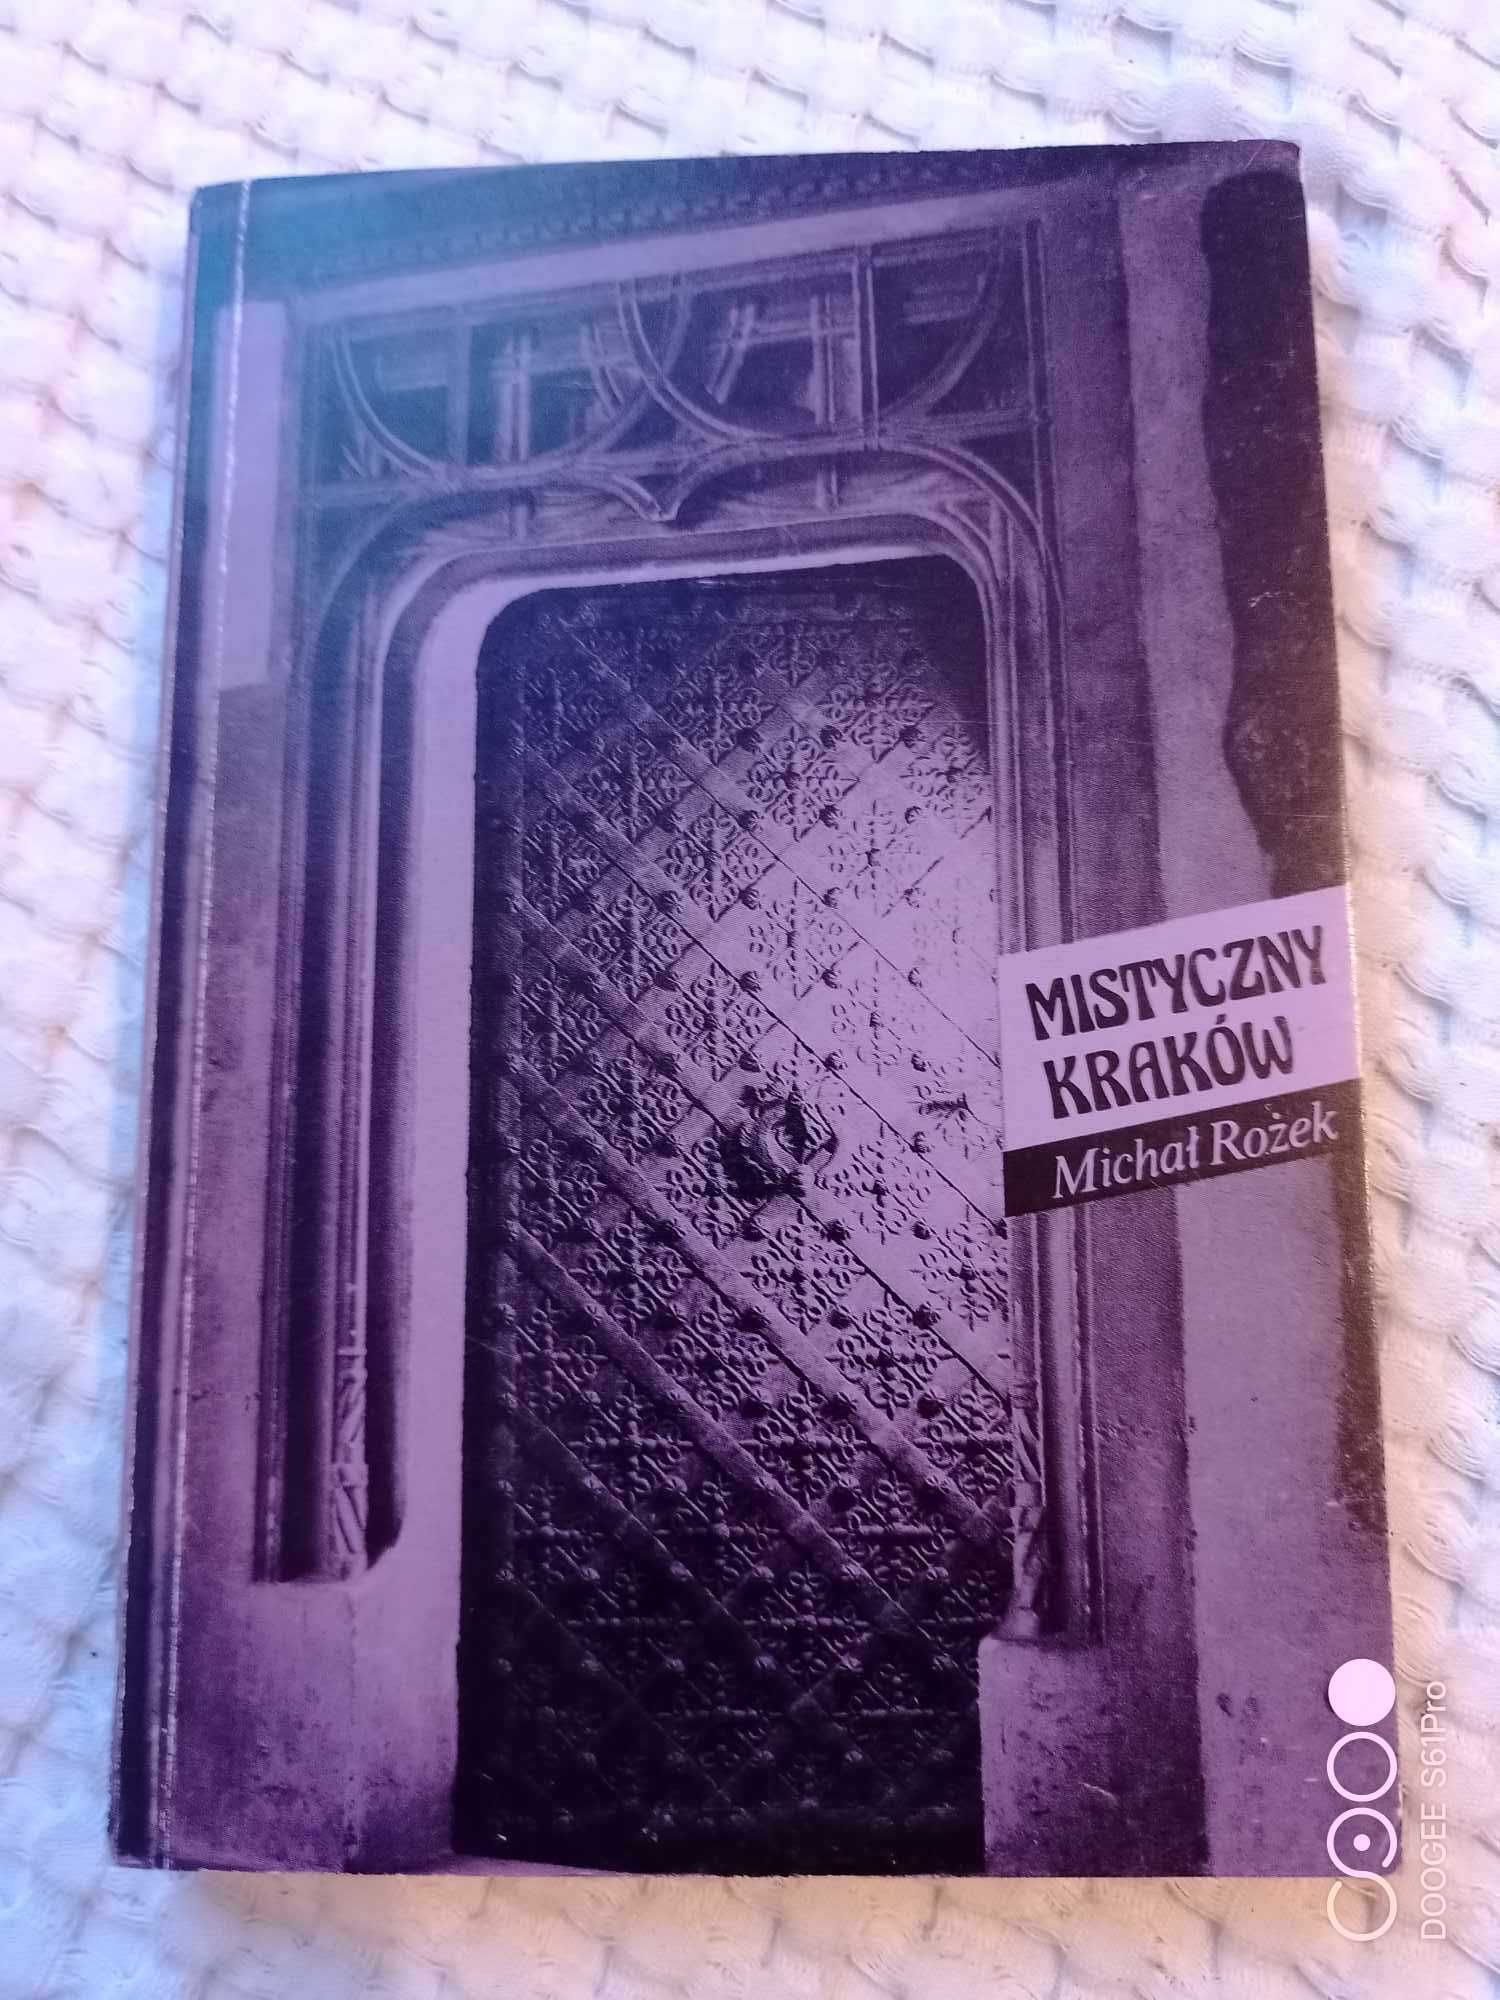 MISTYCZNY
KRAKÓW
Michał Rożek
DOOGEE S61Pro